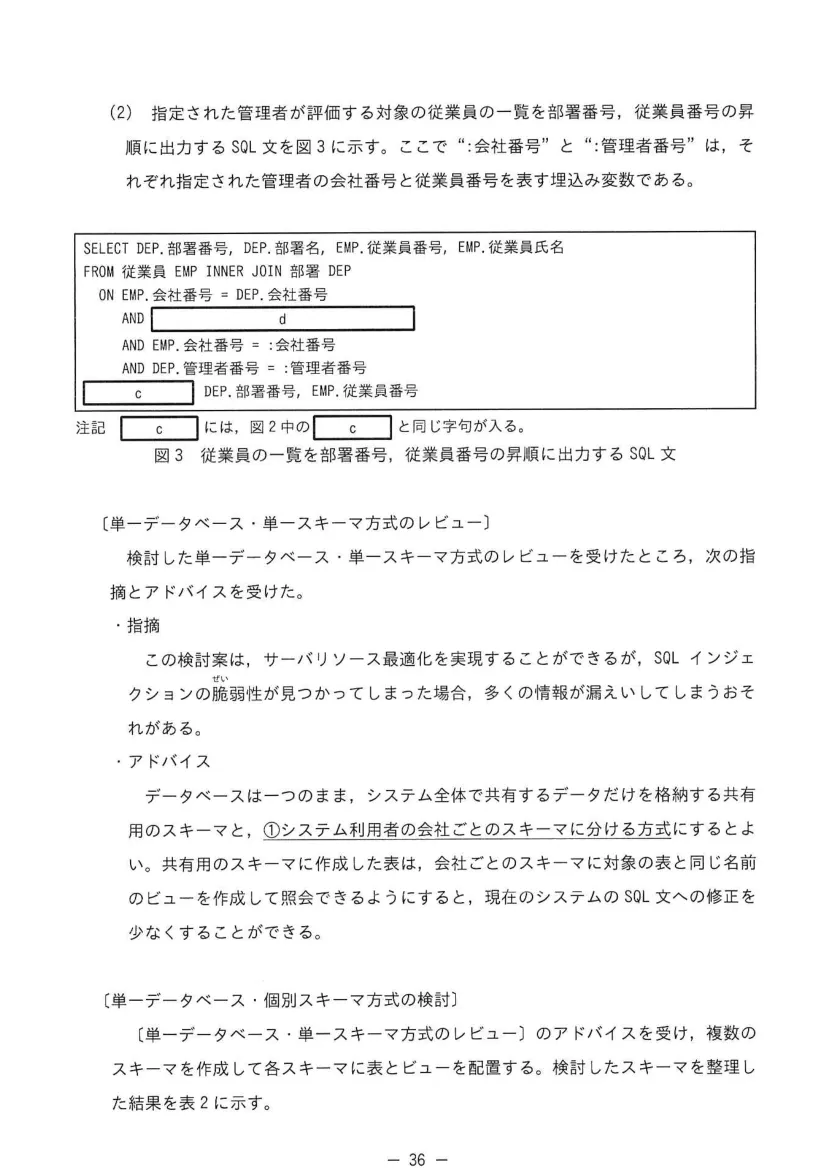 (2) 指定された管理者が評価する対象の従業員の一覧を部署番号，従業員番号の昇
順に出力する SQL 文を図 3 に示す。ここで “:会社番号” と “:管理者番号” は，そ
れぞれ指定された管理者の会社番号と従業員番号を表す埋込み変数である。
SELECT DEP.部署番号, DEP.部署名, EMP.従業員番号, EMP.従業員氏名
FROM 従業員 EMP INNER JOIN 部署 DEP
ON EMP.会社番号 = DEP.会社番号
AND d
AND EMP.会社番号 = :会社番号
AND DEP.管理者番号 = :管理者番号
c DEP.部署番号, EMP.従業員番号
注記 c には，図 2 中の c と同じ字句が入る。
図 3 従業員の一覧を部署番号，従業員番号の昇順に出力する SQL 文
〔単一データベース・単一スキーマ方式のレビュー〕
検討した単一データベース・単一スキーマ方式のレビューを受けたところ，次の指
摘とアドバイスを受けた。
・指摘
この検討案は，サーバリソース最適化を実現することができるが，SQL インジェ
ぜい
クションの脆弱性が見つかってしまった場合，多くの情報が漏えいしてしまうおそ
れがある。
・アドバイス
データベースは一つのまま，システム全体で共有するデータだけを格納する共有
用のスキーマと，①システム利用者の会社ごとのスキーマに分ける方式にするとよ
い。共有用のスキーマに作成した表は，会社ごとのスキーマに対象の表と同じ名前
のビューを作成して照会できるようにすると，現在のシステムの SQL 文への修正を
少なくすることができる。
〔単一データベース・個別スキーマ方式の検討〕
〔単一データベース・単一スキーマ方式のレビュー〕のアドバイスを受け，複数の
スキーマを作成して各スキーマに表とビューを配置する。検討したスキーマを整理し
た結果を表 2 に示す。
－ 36 －